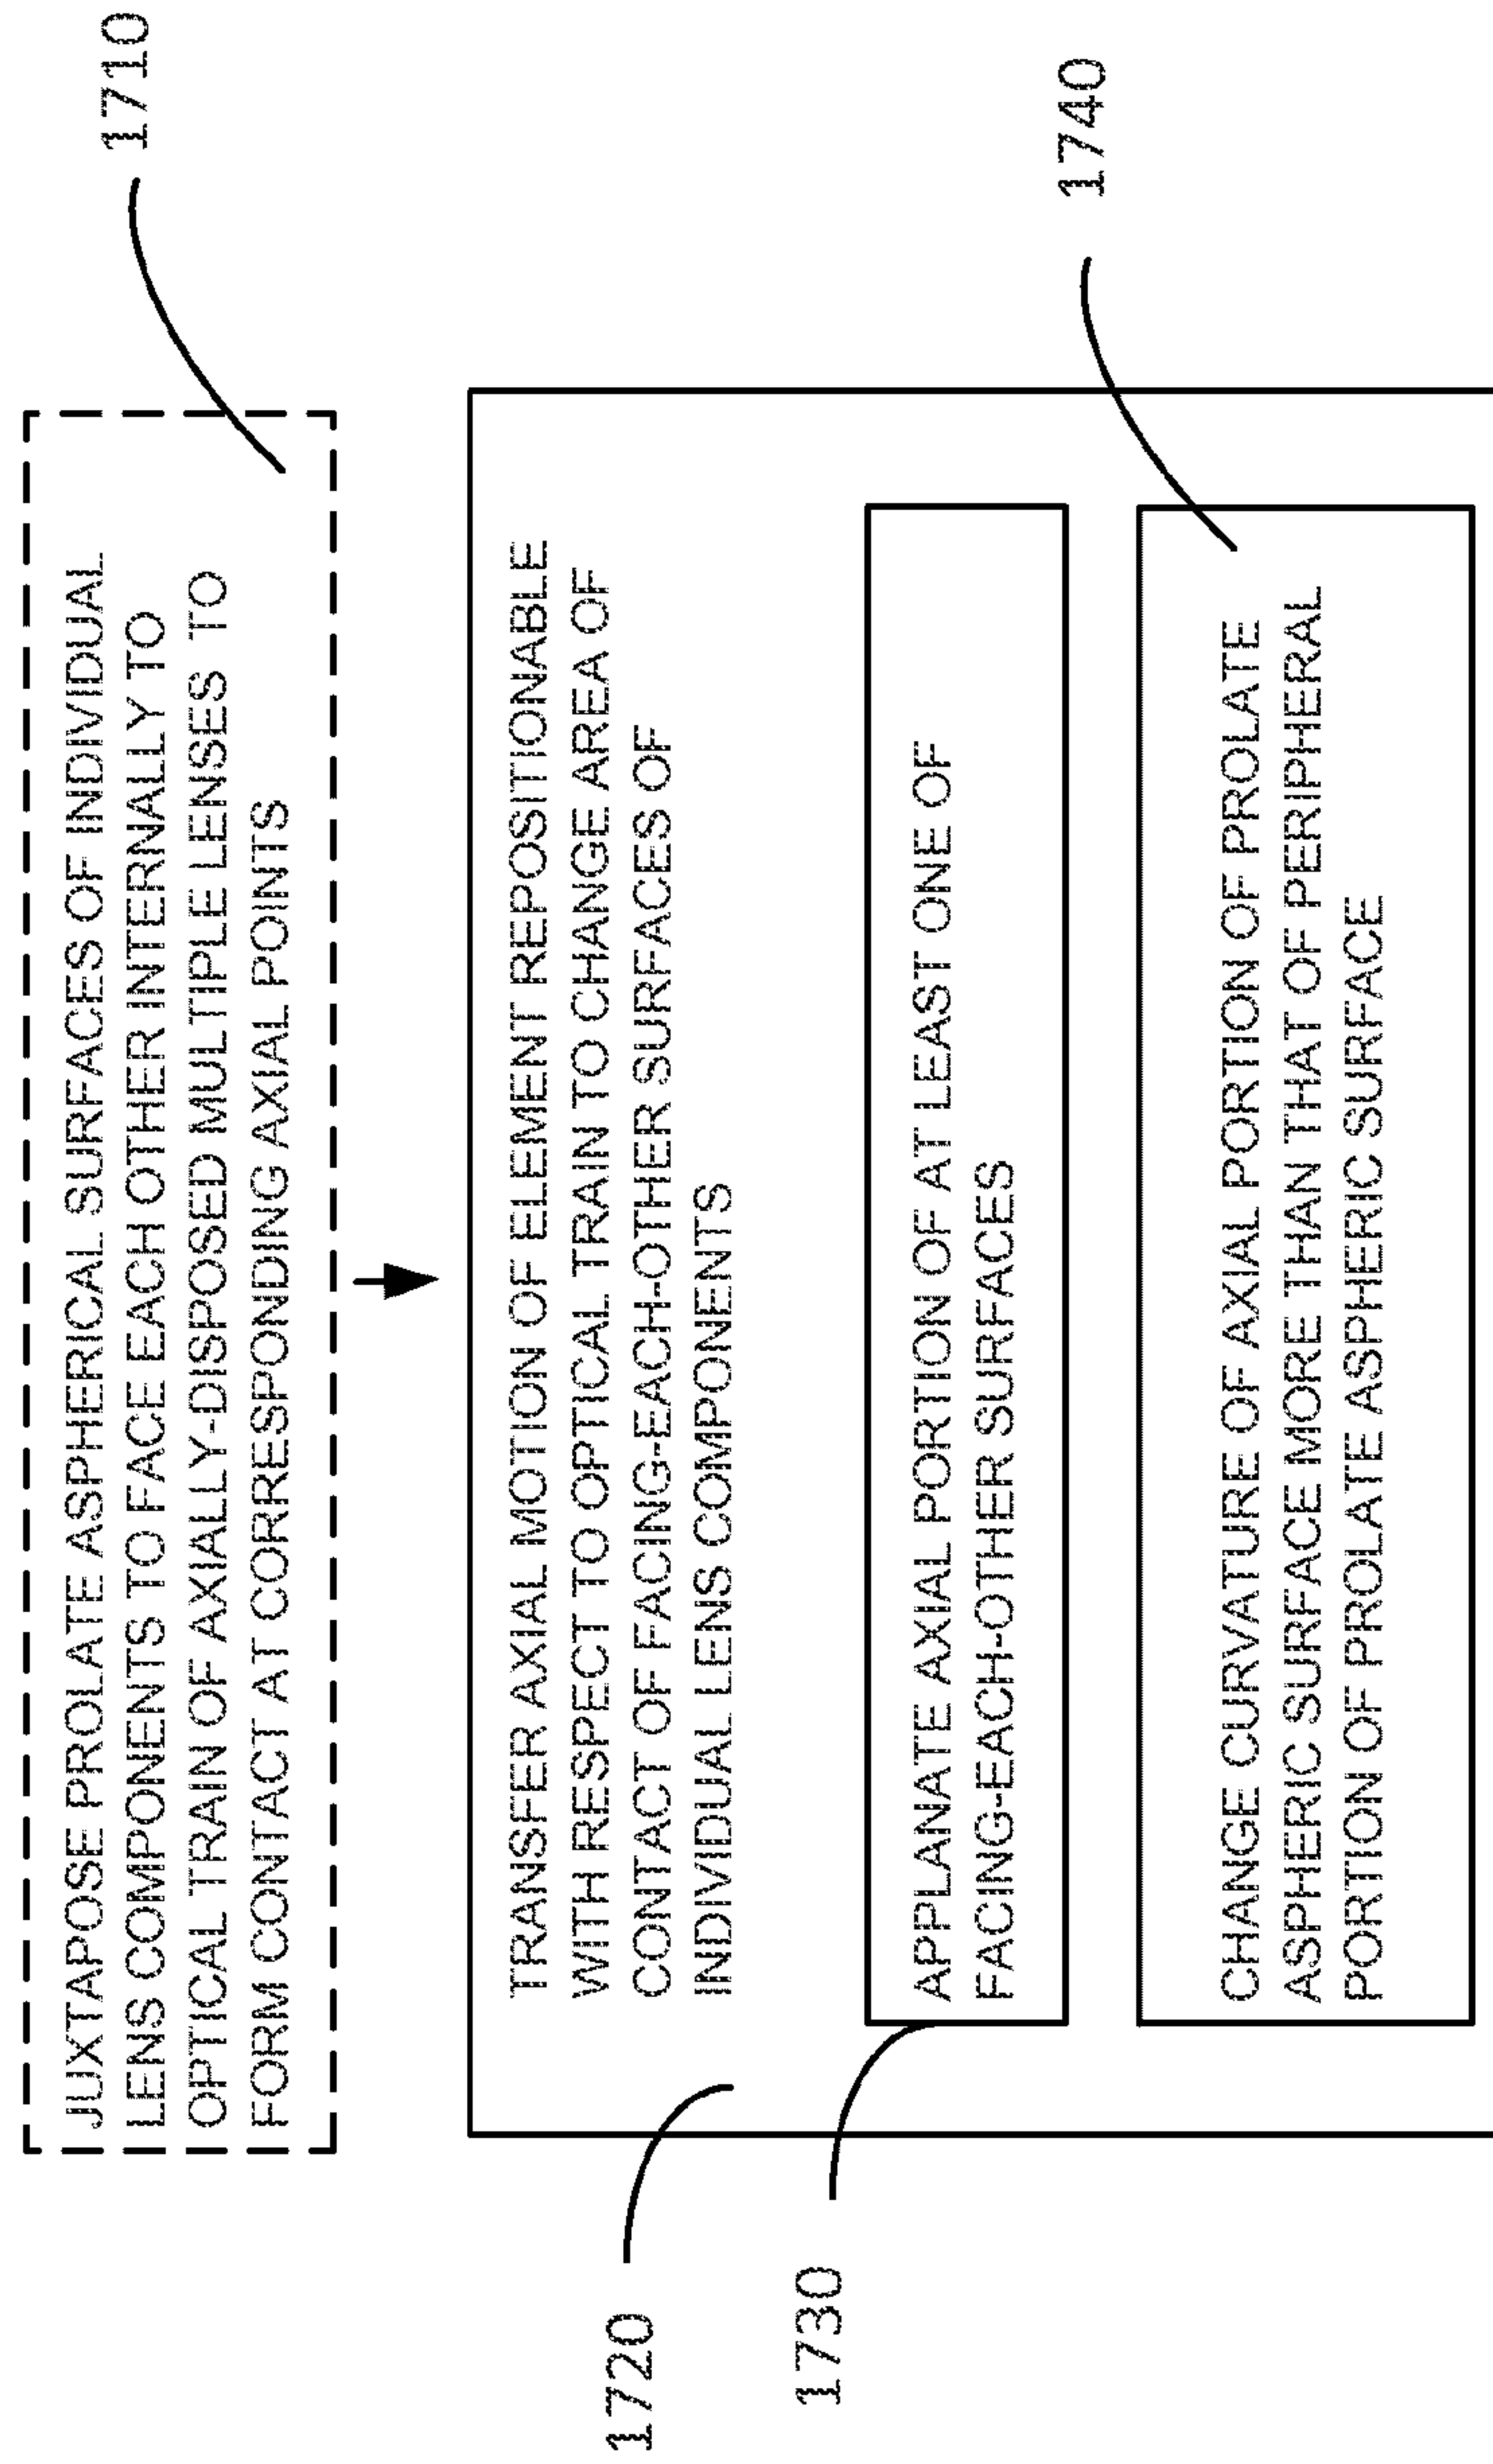 JUXTAPOSE PROLATE ASPHERICAL SURFACES OF INDIVIDUAL
LENS COMPONENTS TO FACE EACH OTHER INTERNALLY TO
OPTICAL TRAIN OF AXIALLY-DISPOSED MULTIPLE LENSES TO
FORM CONTACT AT CORRESPONDING AXIAL POINTS
1710
TRANSFER AXIAL MOTION OF ELEMENT REPOSITIONABLE
WITH RESPECT TO OPTICAL TRAIN TO CHANGE AREA OF
CONTACT OF FACING-EACH-OTHER SURFACES OF
INDIVIDUAL LENS COMPONENTS
1720
APPLANATE AXIAL PORTION OF AT LEAST ONE OF
FACING-EACH-OTHER SURFACES
1730
CHANGE CURVATURE OF AXIAL PORTION OF PROLATE
ASPHERIC SURFACE MORE THAN THAT OF PERIPHERAL
PORTION OF PROLATE ASPHERIC SURFACE
1740